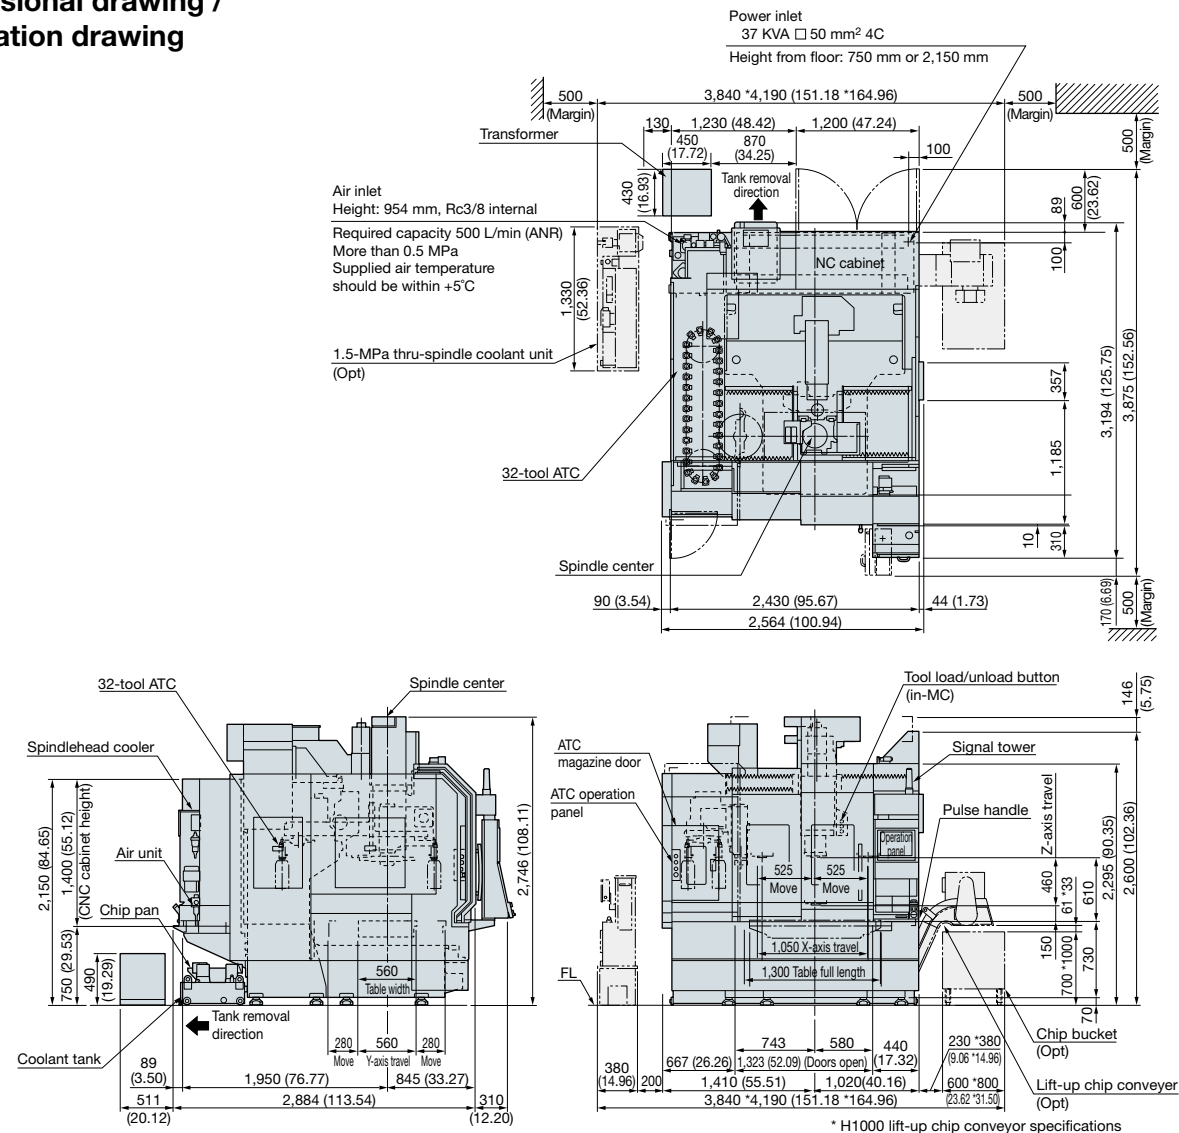 sional drawing /
ation drawing
Power inlet
37 KVA □ 50 mm² 4C
Height from floor: 750 mm or 2,150 mm
500
(Margin)
3,840 *4,190 (151.18 *164.96)
500
(Margin)
130
1,230 (48.42)
1,200 (47.24)
500
(Margin)
Transformer
450
(17.72)
870
(34.25)
100
Tank removal
direction
430
(16.93)
89
600
(23.62)
Air inlet
Height: 954 mm, Rc3/8 internal
Required capacity 500 L/min (ANR)
More than 0.5 MPa
Supplied air temperature
should be within +5°C
NC cabinet
100
1,330
(52.36)
1.5-MPa thru-spindle coolant unit
(Opt)
357
3,194 (125.75)
3,875 (152.56)
1,185
32-tool ATC
10
310
Spindle center
90 (3.54)
2,430 (95.67)
44 (1.73)
2,564 (100.94)
170 (6.69)
500
(Margin)
32-tool ATC
Spindle center
Spindlehead cooler
2,150 (84.65)
1,400 (55.12)
(CNC cabinet height)
Air unit
Chip pan
2,746 (108.11)
750 (29.53)
490
(19.29)
560
Table width
Tank removal
direction
280
560
280
Move
Y-axis travel
Move
Coolant tank
89
(3.50)
1,950 (76.77)
845 (33.27)
511
(20.12)
2,884 (113.54)
310
(12.20)
Tool load/unload button
(in-MC)
146
(5.75)
ATC
magazine door
Signal tower
ATC operation
panel
Pulse handle
Operation
panel
Z-axis travel
2,295 (90.35)
2,600 (102.36)
525
525
Move
Move
460
61 *33
610
1,050 X-axis travel
150
700 *1000
730
1,300 Table full length
FL
70
Chip bucket
(Opt)
743
580
440
(17.32)
230 *380
(9.06 *14.96)
667 (26.26)
1,323 (52.09) (Doors open)
380
(14.96)
200
1,410 (55.51)
1,020(40.16)
600 *800
(23.62 *31.50)
Lift-up chip conveyer
(Opt)
3,840 *4,190 (151.18 *164.96)
* H1000 lift-up chip conveyor specifications